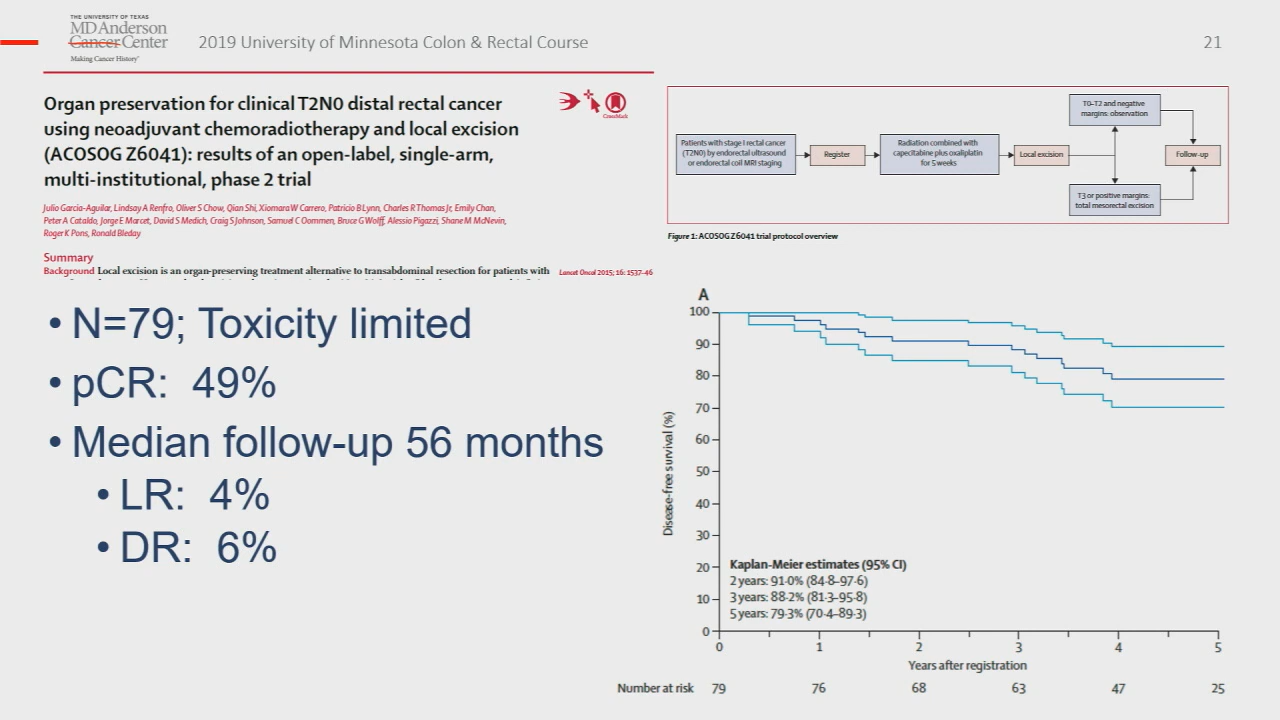 THE UNIVERSITY OF TEXAS
MD Anderson
Cancer Center
Making Cancer History®
2019 University of Minnesota Colon & Rectal Course
21
Organ preservation for clinical T2N0 distal rectal cancer
using neoadjuvant chemoradiotherapy and local excision
(ACOSOG Z6041): results of an open-label, single-arm,
multi-institutional, phase 2 trial
CrossMark
Julio Garcia-Aguilar, Lindsay A Renfro, Oliver S Chow, Qian Shi, Xiomara W Carrero, Patricio B Lynn, Charles R Thomas Jr, Emily Chan,
Peter A Cataldo, Jorge E Marcet, David S Medich, Craig S Johnson, Samuel C Oommen, Bruce G Wolff, Alessio Pigazzi, Shane M McNevin,
Roger K Pons, Ronald Bleday
Summary
Background Local excision is an organ-preserving treatment alternative to transabdominal resection for patients with
Lancet Oncol 2015; 16: 1537–46
Patients with stage I rectal cancer
(T2N0) by endorectal ultrasound
or endorectal coil MRI staging
Register
Radiation combined with
capecitabine plus oxaliplatin
for 5 weeks
Local excision
T0–T2 and negative
margins: observation
T3 or positive margins:
total mesorectal excision
Follow-up
Figure 1: ACOSOG Z6041 trial protocol overview
• N=79; Toxicity limited
• pCR: 49%
• Median follow-up 56 months
• LR: 4%
• DR: 6%
A
100
90
80
70
60
50
40
30
20
10
0
Disease-free survival (%)
Kaplan-Meier estimates (95% CI)
2 years: 91·0% (84·8–97·6)
3 years: 88·2% (81·3–95·8)
5 years: 79·3% (70·4–89·3)
0 1 2 3 4 5
Years after registration
Number at risk 79 76 68 63 47 25